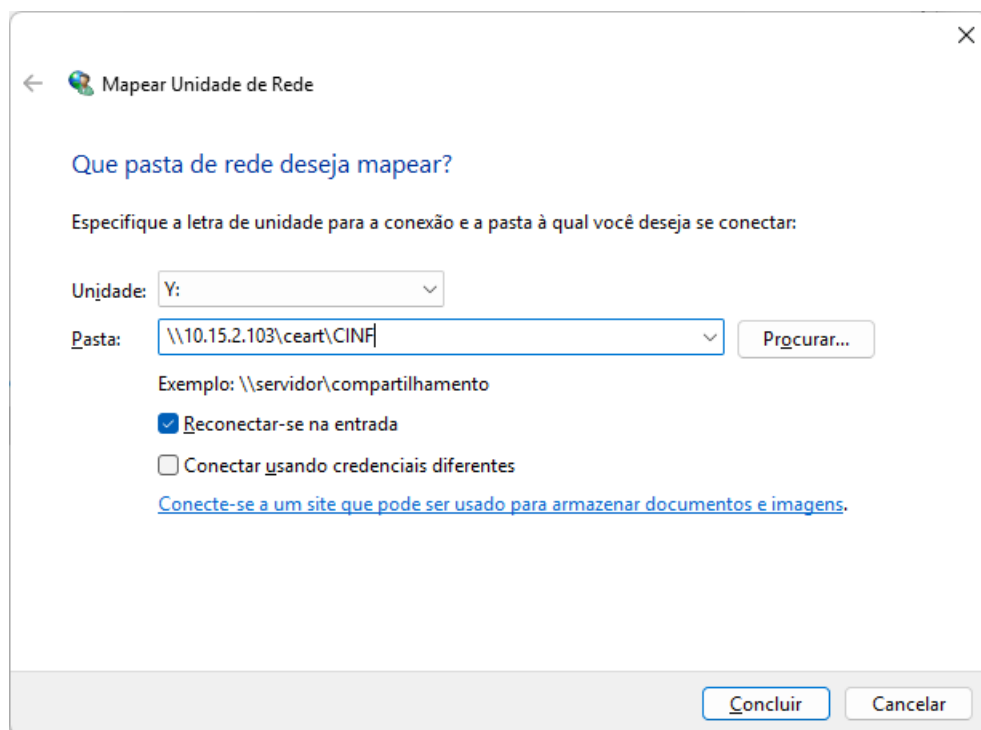 Mapear Unidade de Rede
Que pasta de rede deseja mapear?
Especifique a letra de unidade para a conexão e a pasta à qual você deseja se conectar:
Unidade: Y:
Pasta: \\10.15.2.103\ceart\CINF Procurar...
Exemplo: \\servidor\compartilhamento
Reconectar-se na entrada
Conectar usando credenciais diferentes
Conecte-se a um site que pode ser usado para armazenar documentos e imagens.
Concluir Cancelar